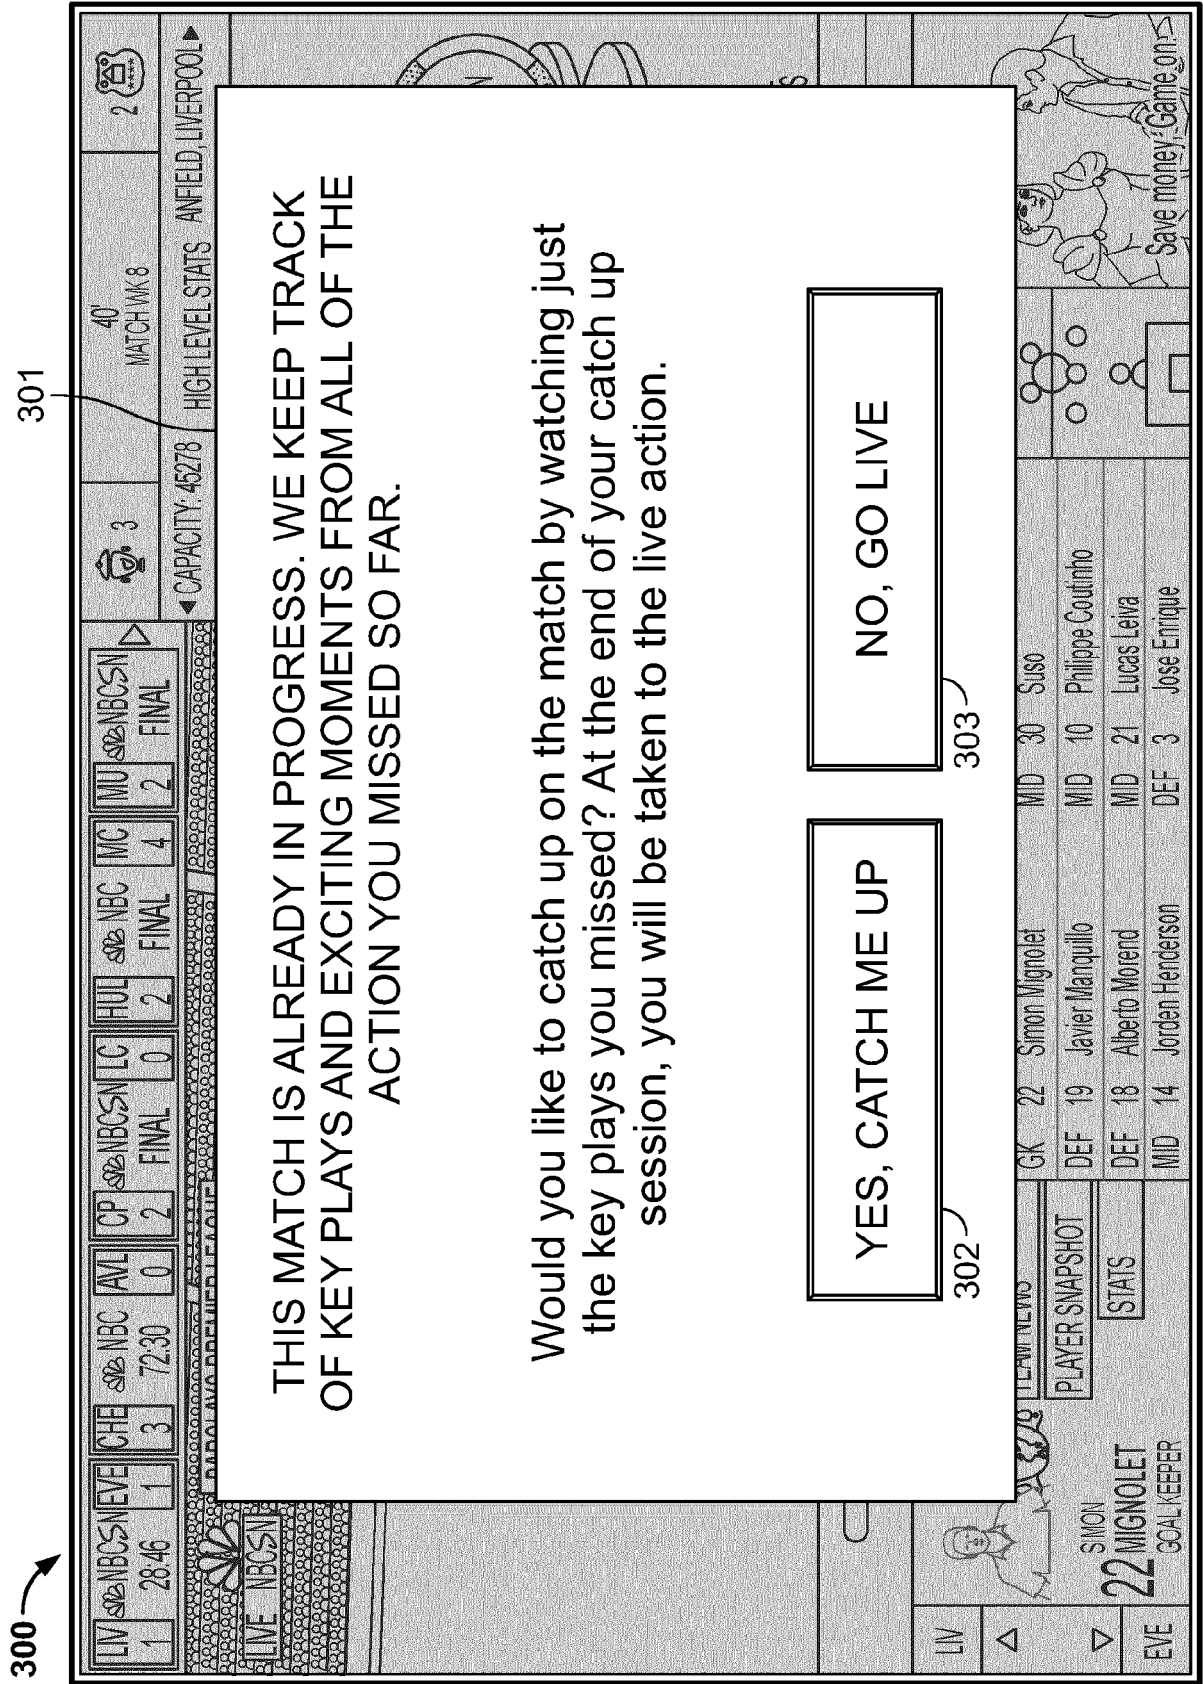 300
301
LIV NBCSN EVE CHE NBC AVL CP NBCSN LC HUL NBC MC MU NBCSN
1 28:46 1 3 72:30 0 2 FINAL 0 2 FINAL 4 2 FINAL
3
40'
MATCH WK 8
2
CAPACITY: 45278 HIGH LEVEL STATS ANFIELD, LIVERPOOL
LIVE NBCSN
BARCLAYS PREMIER LEAGUE
THIS MATCH IS ALREADY IN PROGRESS. WE KEEP TRACK
OF KEY PLAYS AND EXCITING MOMENTS FROM ALL OF THE
ACTION YOU MISSED SO FAR.
Would you like to catch up on the match by watching just
the key plays you missed? At the end of your catch up
session, you will be taken to the live action.
YES, CATCH ME UP
302
NO, GO LIVE
303
LIV
EVE
SIMON
22 MIGNOLET
GOAL KEEPER
TEAM NEWS
PLAYER SNAPSHOT
STATS
GK 22 Simon Mignolet MID 30 Suso
DEF 19 Javier Manquillo MID 10 Philippe Coutinho
DEF 18 Alberto Morend MID 21 Lucas Leiva
MID 14 Jorden Henderson DEF 3 Jose Enrique
Save money. Game on.